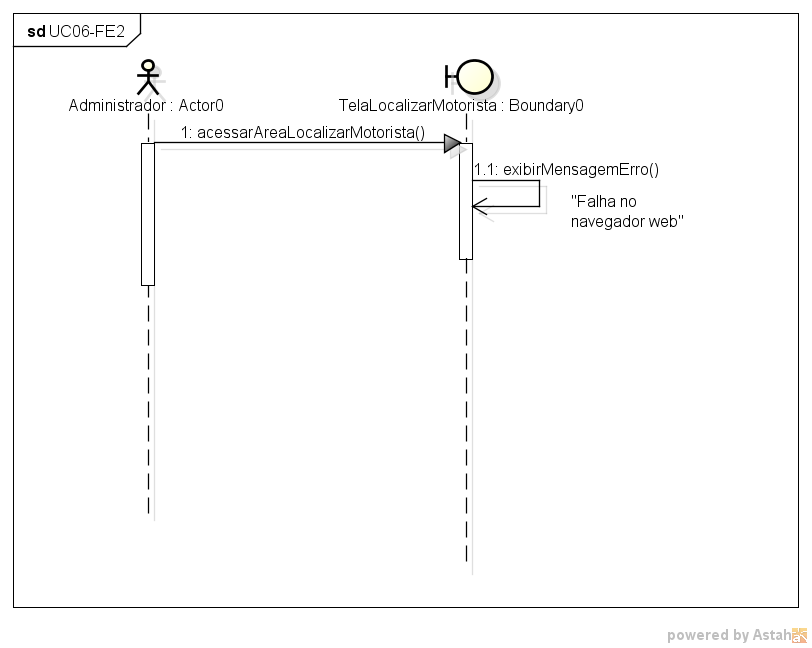 sd UC06-FE2
Administrador : Actor0
TelaLocalizarMotorista : Boundary0
1: acessarAreaLocalizarMotorista()
1.1: exibirMensagemErro()
"Falha no
navegador web"
powered by Astah